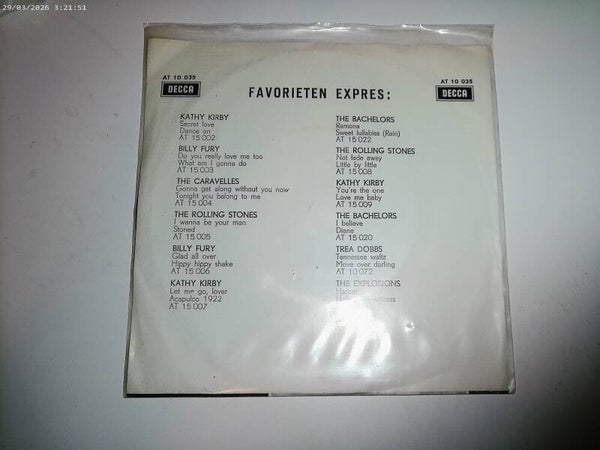 29/03/2026 3:21:51
AT 10 035
DECCA
FAVORIETEN EXPRES:
AT 10 035
DECCA
KATHY KIRBY
Secret love
Dance on
AT 15 002
BILLY FURY
Do you really love me too
What am I gonna do
AT 15 003
THE CARAVELLES
Gonna get along without you now
Tonight you belong to me
AT 15 004
THE ROLLING STONES
I wanna be your man
Stoned
AT 15 005
BILLY FURY
Glad all over
Hippy hippy shake
AT 15 006
KATHY KIRBY
Let me go, lover
Acapulco 1922
AT 15 007
THE BACHELORS
Ramona
Sweet lullabies (Rain)
AT 15 022
THE ROLLING STONES
Not fade away
Little by little
AT 15 008
KATHY KIRBY
You're the one
Love me baby
AT 15 009
THE BACHELORS
I believe
Diane
AT 15 020
TREA DOBBS
Tennessee waltz
Move over darling
AT 10 072
THE EXPLOSIONS